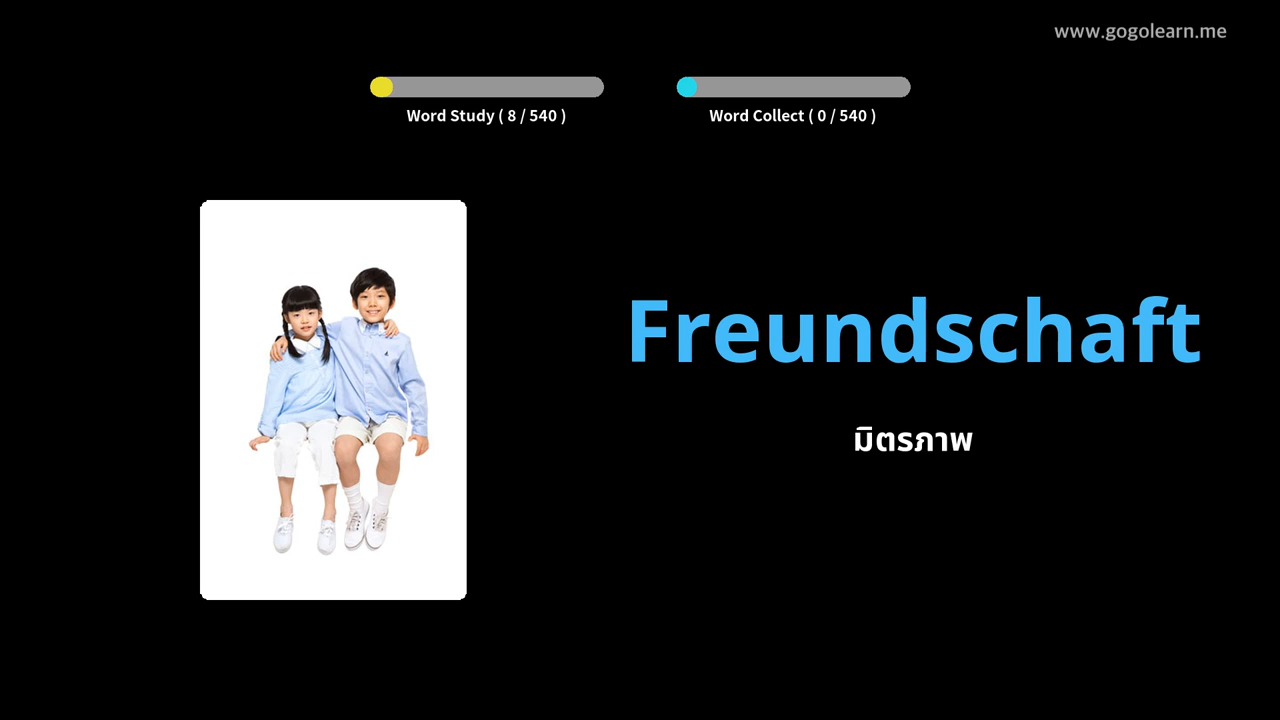 www.gogolearn.me
Word Study ( 8 / 540 )
Word Collect ( 0 / 540 )
Freundschaft
มิตรภาพ